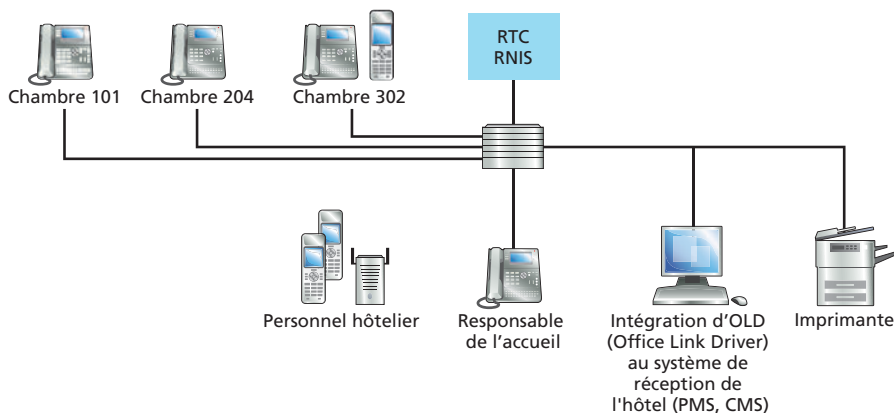 RTC
RNIS
Chambre 101
Chambre 204
Chambre 302
Personnel hôtelier
Responsable
de l'accueil
Intégration d'OLD
(Office Link Driver)
au système de
réception de
l'hôtel (PMS, CMS)
Imprimante